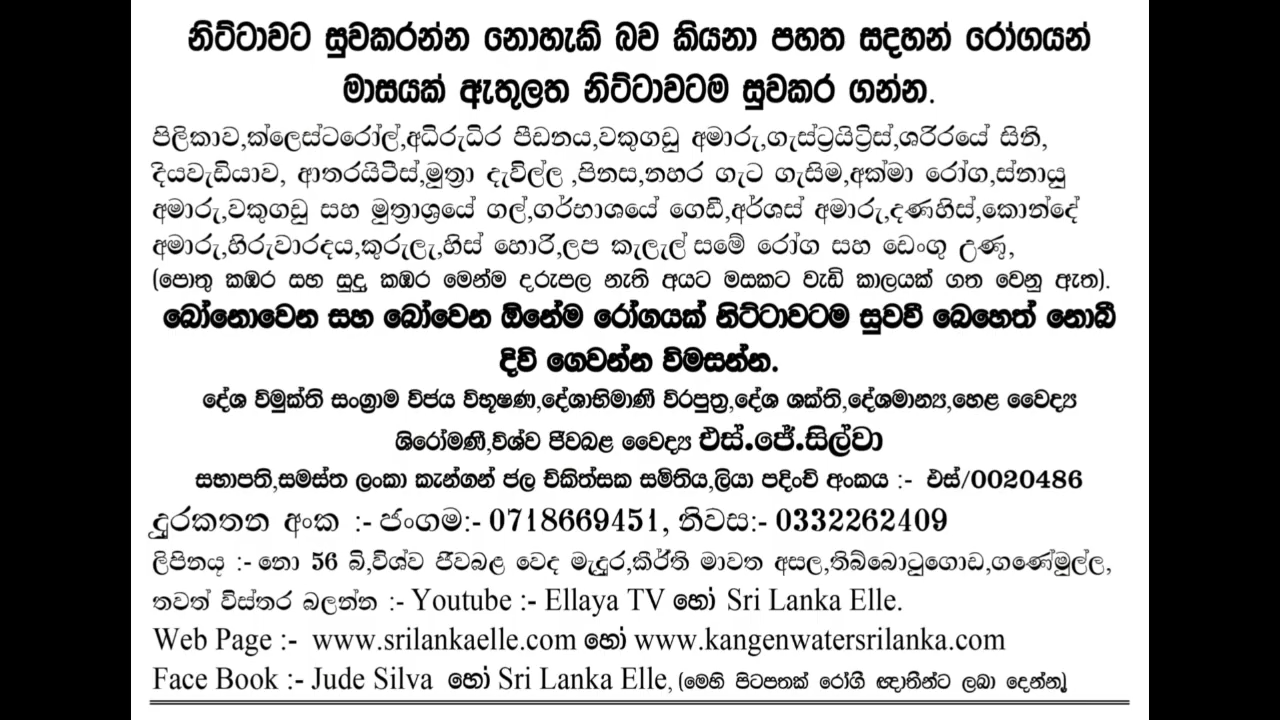 නිට්ටාවට සුවකරන්න නොහැකි බව කියනා පහත සදහන් රෝගයන්
මාසයක් ඇතුලත නිට්ටාවටම සුවකර ගන්න.
පිලිකාව,ක්ලෙස්ටරෝල්,අධිරුධිර පීඩනය,වකුගඩු අමාරු,ගැස්ට්‍රයිට්‍රිස්,ශරීරයේ සිනි,
දියවැඩියාව, ආතරයිටීස්,මුත්‍රා දැවිල්ල ,පිනස,නහර ගැට ගැසිම,අක්මා රෝග,ස්නායු
අමාරු,වකුගඩු සහ මුත්‍රාශ්‍රයේ ගල්,ගර්භාශයේ ගෙඩි,අර්ශස් අමාරු,දණහිස්,කොන්දේ
අමාරු,හිරුවාරදය,කුරුලෑ,හිස් හොරි,ලප කැලැල් සමේ රෝග සහ ඩෙංගු උණ,
(පොතු කබර සහ සුදු කබර මෙන්ම දරුපල නැති අයට මසකට වැඩි කාලයක් ගත වෙනු ඇත).
බෝනොවෙන සහ බෝවෙන ඕනේම රෝගයක් නිට්ටාවටම සුවවී බෙහෙත් නොබී
දිවි ගෙවන්න විමසන්න.
දේශ විමුක්ති සංග්‍රාම විජය විභූෂණ,දේශාභිමාණී විරපුත්‍ර,දේශ ශක්ති,දේශමාන්‍ය,හෙළ වෛද්‍ය
ශිරෝමණී,විශ්ව ජීවබළ වෛද්‍ය එස්.ජේ.සිල්වා
සභාපති,සමස්ත ලංකා කැන්ගන් ජල චිකිත්සක සමිතිය,ලියා පදිංචි අංකය :- එස්/0020486
දුරකතන අංක :- ජංගම:- 0718669451, නිවස:- 0332262409
ලිපිනයූ :- නො 56 බි,විශ්ව ජීවබළ වෙද මැදුර,කීර්ති මාවත අසල,තිබ්බොටුගොඩ,ගණේමුල්ල,
තවත් විස්තර බලන්න :- Youtube :- Ellaya TV හෝ Sri Lanka Elle.
Web Page :- www.srilankaelle.com හෝ www.kangenwatersrilanka.com
Face Book :- Jude Silva හෝ Sri Lanka Elle, (මෙහි පිටපතක් රෝගී ඥාතීන්ට ලබා දෙන්න)